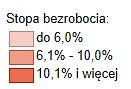 Stopa bezrobocia:
do 6,0%
6,1% - 10,0%
10,1% i więcej